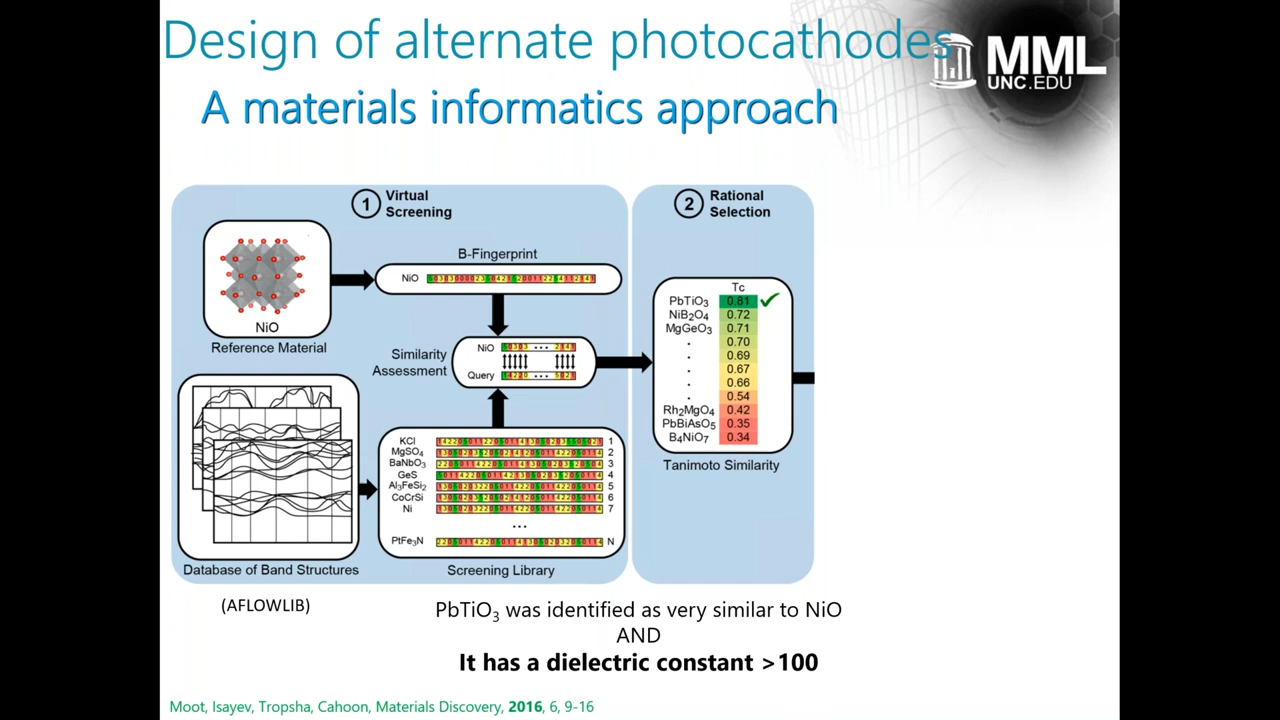 Design of alternate photocathodes
A materials informatics approach
MML
UNC.EDU
1 Virtual
Screening
NiO
Reference Material
B-Fingerprint
NiO
Similarity
Assessment
NiO
Query
Database of Band Structures
(AFLOWLIB)
KCl 1
MgSO₄ 2
BaNbO₃ 3
GeS 4
Al₃FeSi₂ 5
CoCrSi 6
Ni 7
...
PtFe₃N N
Screening Library
2 Rational
Selection
Tc
PbTiO₃ 0.81 ✓
NiB₂O₄ 0.72
MgGeO₃ 0.71
. 0.70
. 0.69
. 0.67
. 0.66
. 0.54
Rh₂MgO₄ 0.42
PbBiAsO₅ 0.35
B₄NiO₇ 0.34
Tanimoto Similarity
PbTiO₃ was identified as very similar to NiO
AND
It has a dielectric constant >100
Moot, Isayev, Tropsha, Cahoon, Materials Discovery, 2016, 6, 9-16